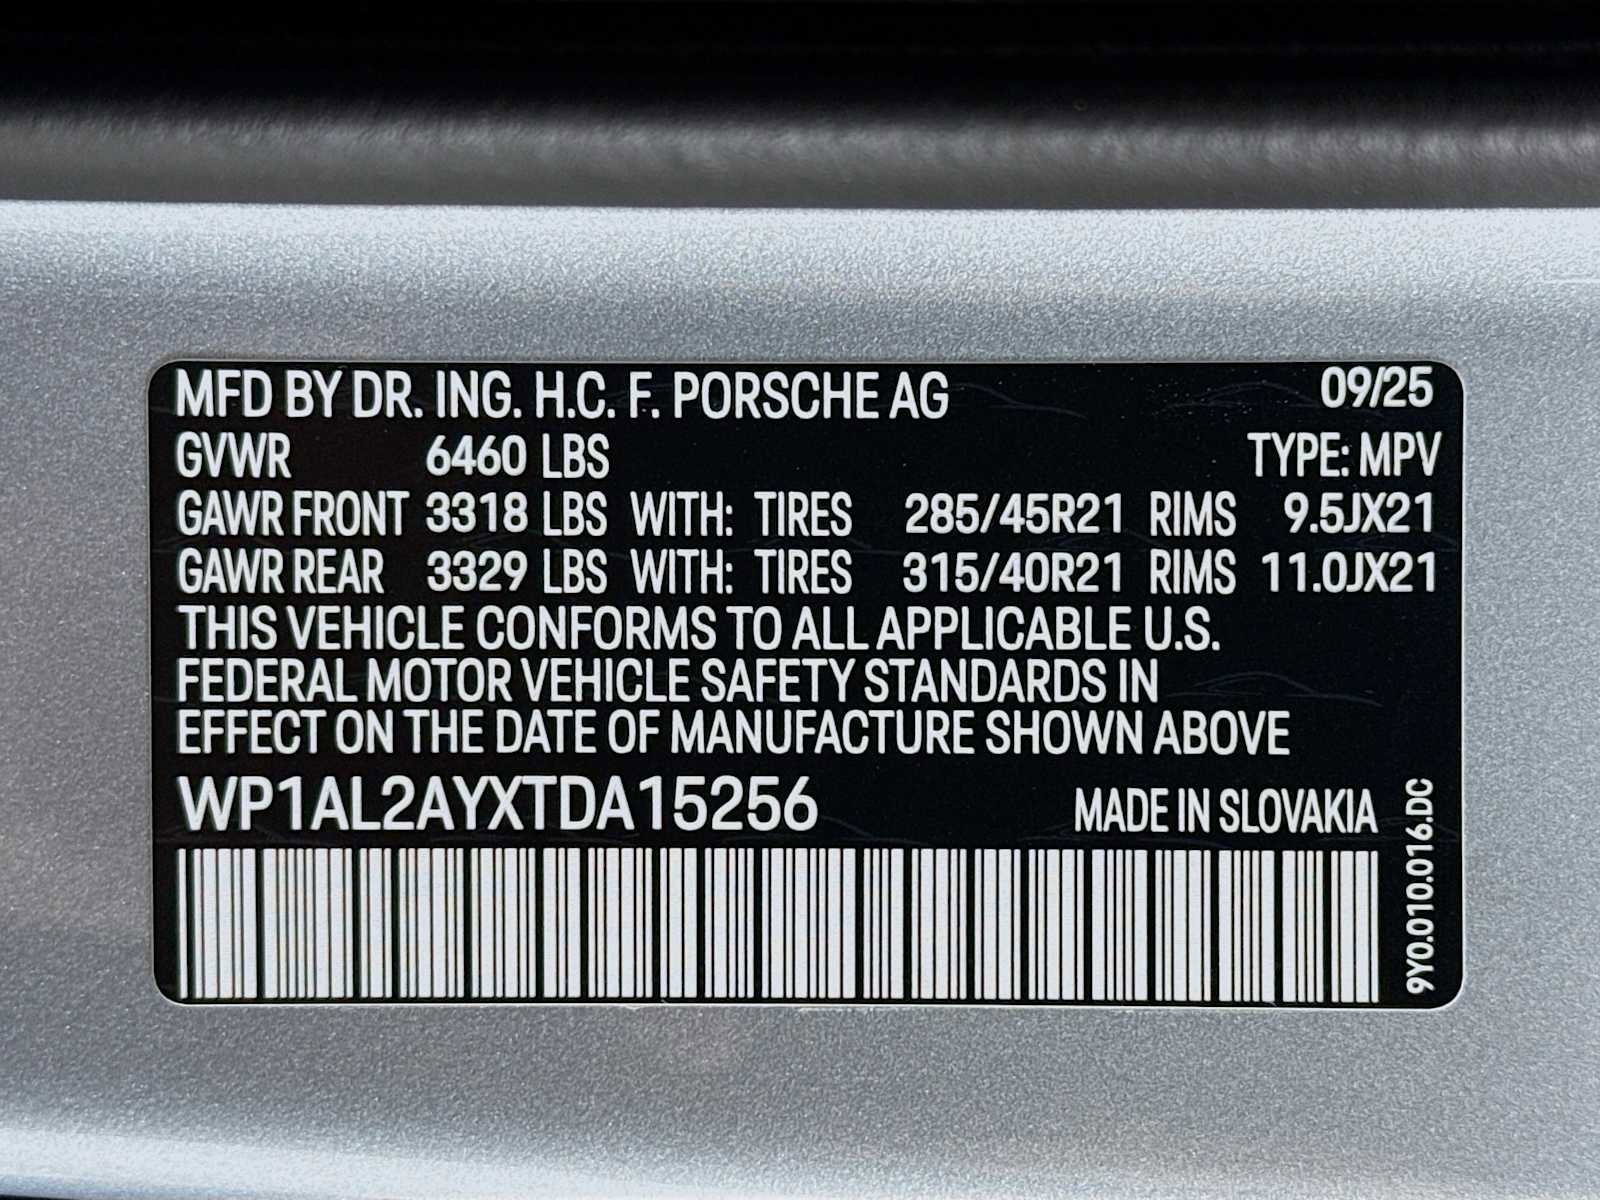 MFD BY DR. ING. H.C. F. PORSCHE AG 09/25
GVWR 6460 LBS TYPE: MPV
GAWR FRONT 3318 LBS WITH: TIRES 285/45R21 RIMS 9.5JX21
GAWR REAR 3329 LBS WITH: TIRES 315/40R21 RIMS 11.0JX21
THIS VEHICLE CONFORMS TO ALL APPLICABLE U.S.
FEDERAL MOTOR VEHICLE SAFETY STANDARDS IN
EFFECT ON THE DATE OF MANUFACTURE SHOWN ABOVE
WP1AL2AYXTDA15256 MADE IN SLOVAKIA
9Y0.010.016.DC